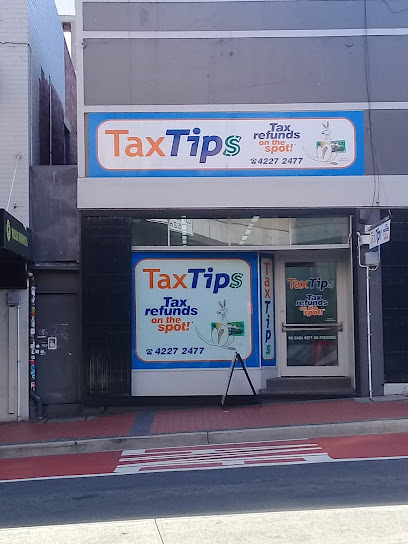 TaxTips
Tax
refunds
on the
spot!*
4227 2477
TaxTips
Tax
refunds
on the
spot!*
4227 2477
TaxTips
TaxTips
Tax
refunds
on the
spot!*
NO CASH KEPT ON PREMISES